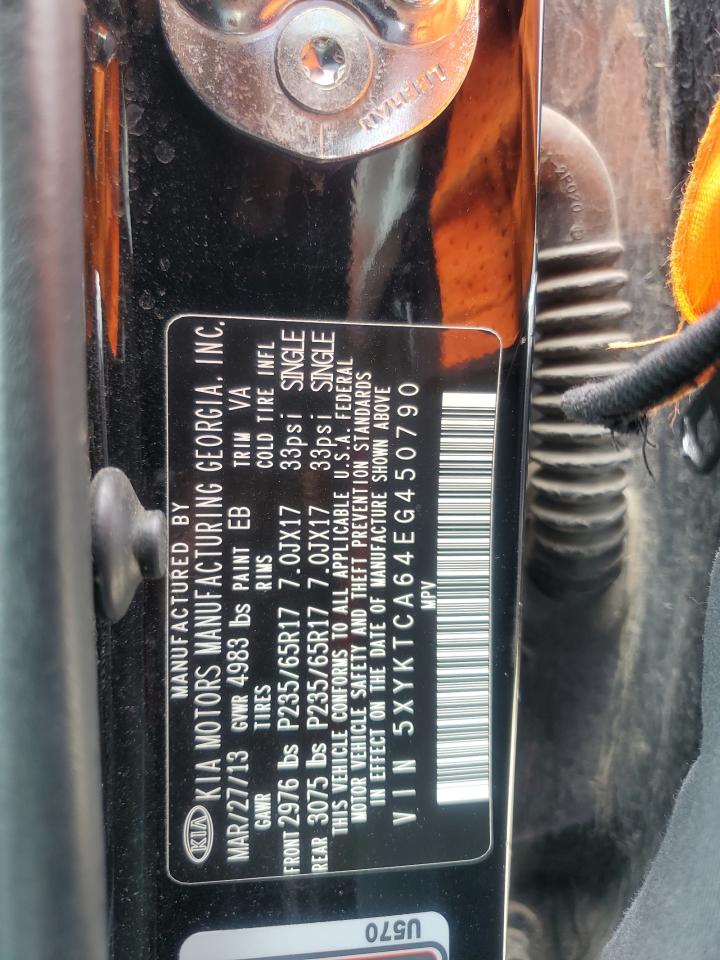 KIA
MANUFACTURED BY
KIA MOTORS MANUFACTURING GEORGIA, INC.
MAR/27/13 GVWR 4983 lbs PAINT EB TRIM VA
GAWR TIRES RIMS COLD TIRE INFL
FRONT 2976 lbs P235/65R17 7.0JX17 33psi SINGLE
REAR 3075 lbs P235/65R17 7.0JX17 33psi SINGLE
THIS VEHICLE CONFORMS TO ALL APPLICABLE U.S.A. FEDERAL
MOTOR VEHICLE SAFETY AND THEFT PREVENTION STANDARDS
IN EFFECT ON THE DATE OF MANUFACTURE SHOWN ABOVE
VIN 5XYKTCA64EG450790
MPV
U570